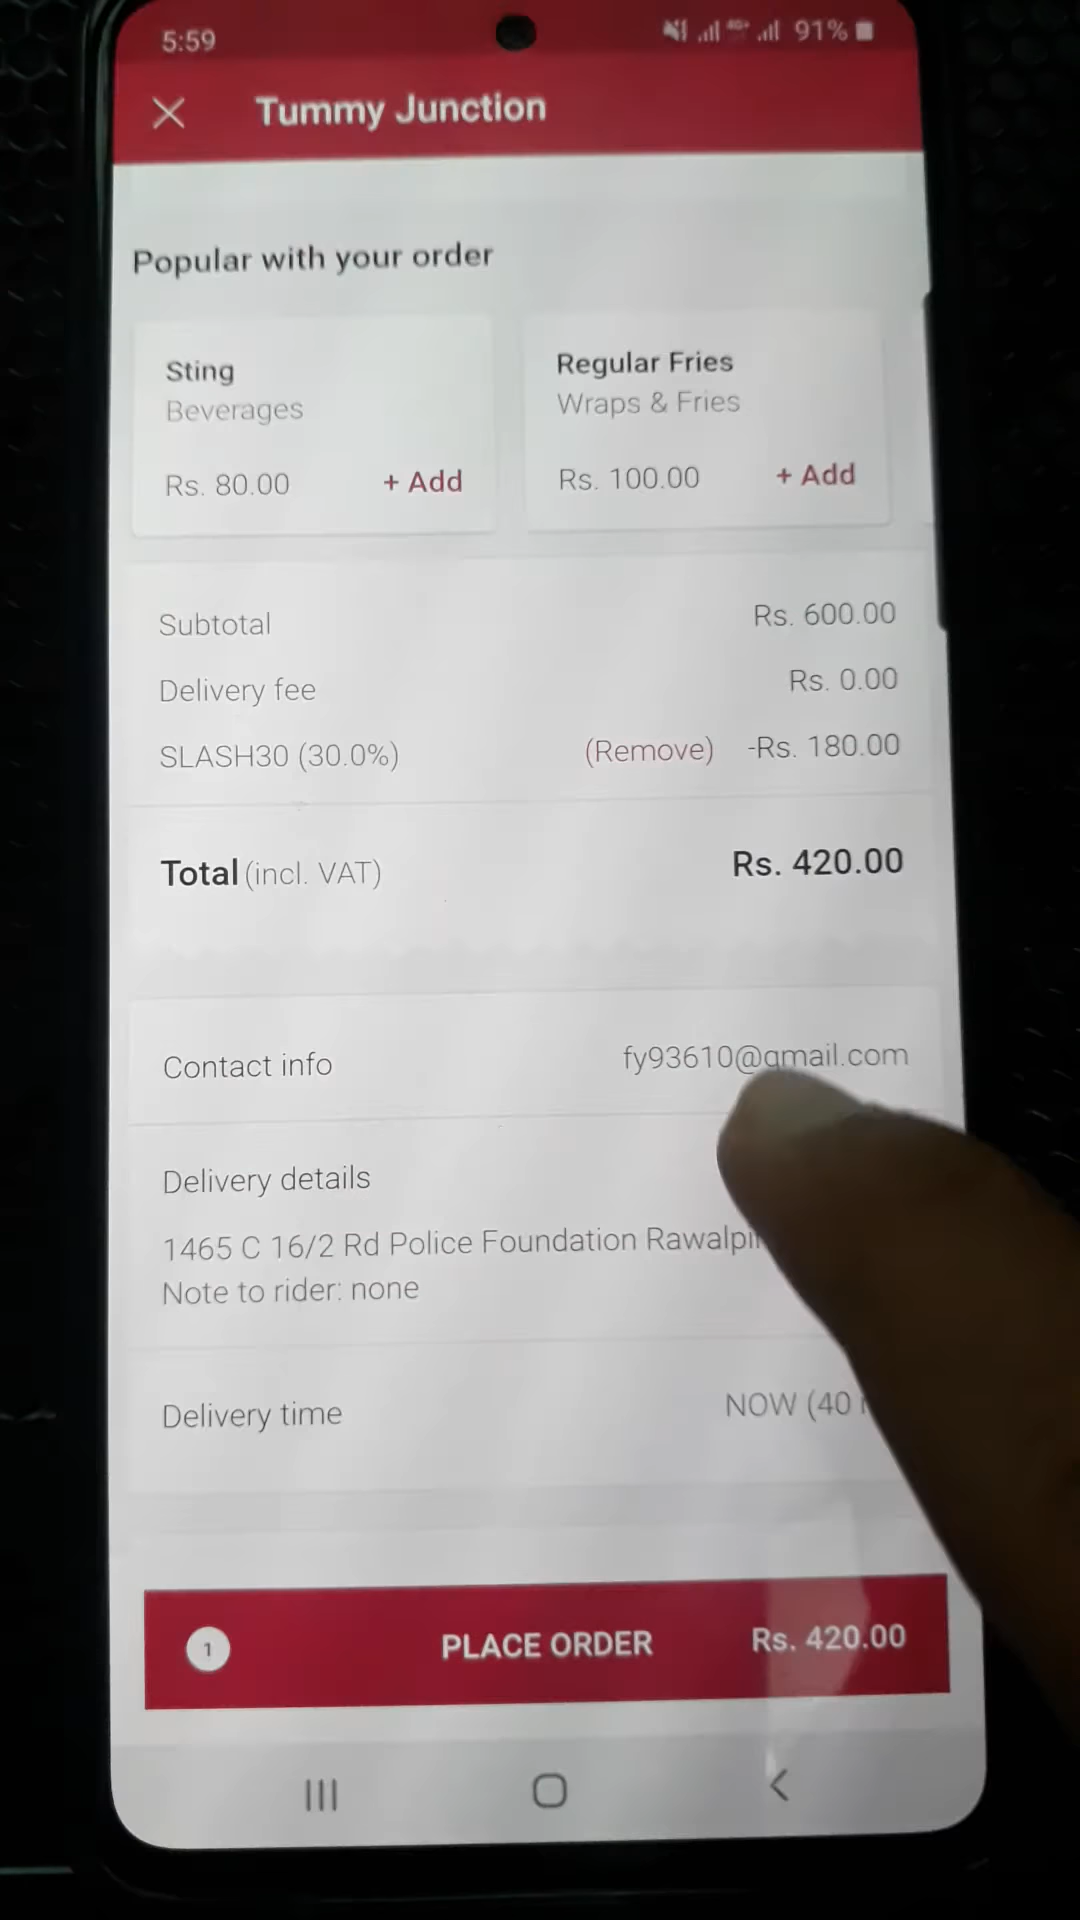 5:59
4G+ 91%
Tummy Junction
Popular with your order
Sting
Beverages
Rs. 80.00 + Add
Regular Fries
Wraps & Fries
Rs. 100.00 + Add
Subtotal Rs. 600.00
Delivery fee Rs. 0.00
SLASH30 (30.0%) (Remove) -Rs. 180.00
Total (incl. VAT) Rs. 420.00
Contact info fy93610@gmail.com
Delivery details
1465 C 16/2 Rd Police Foundation
Note to rider: none
Delivery time NOW (40
1 PLACE ORDER Rs. 420.00